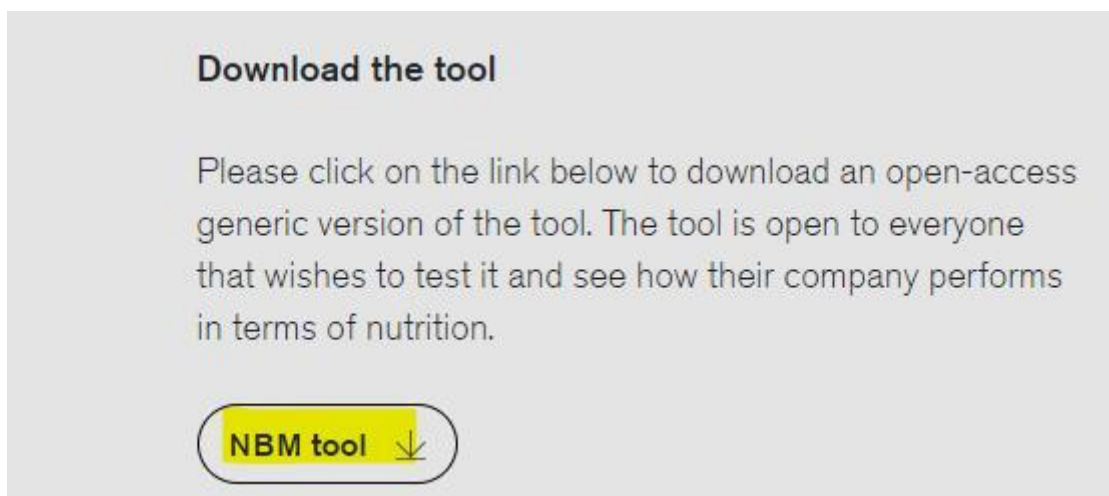 Download the tool
Please click on the link below to download an open-access
generic version of the tool. The tool is open to everyone
that wishes to test it and see how their company performs
in terms of nutrition.
NBM tool